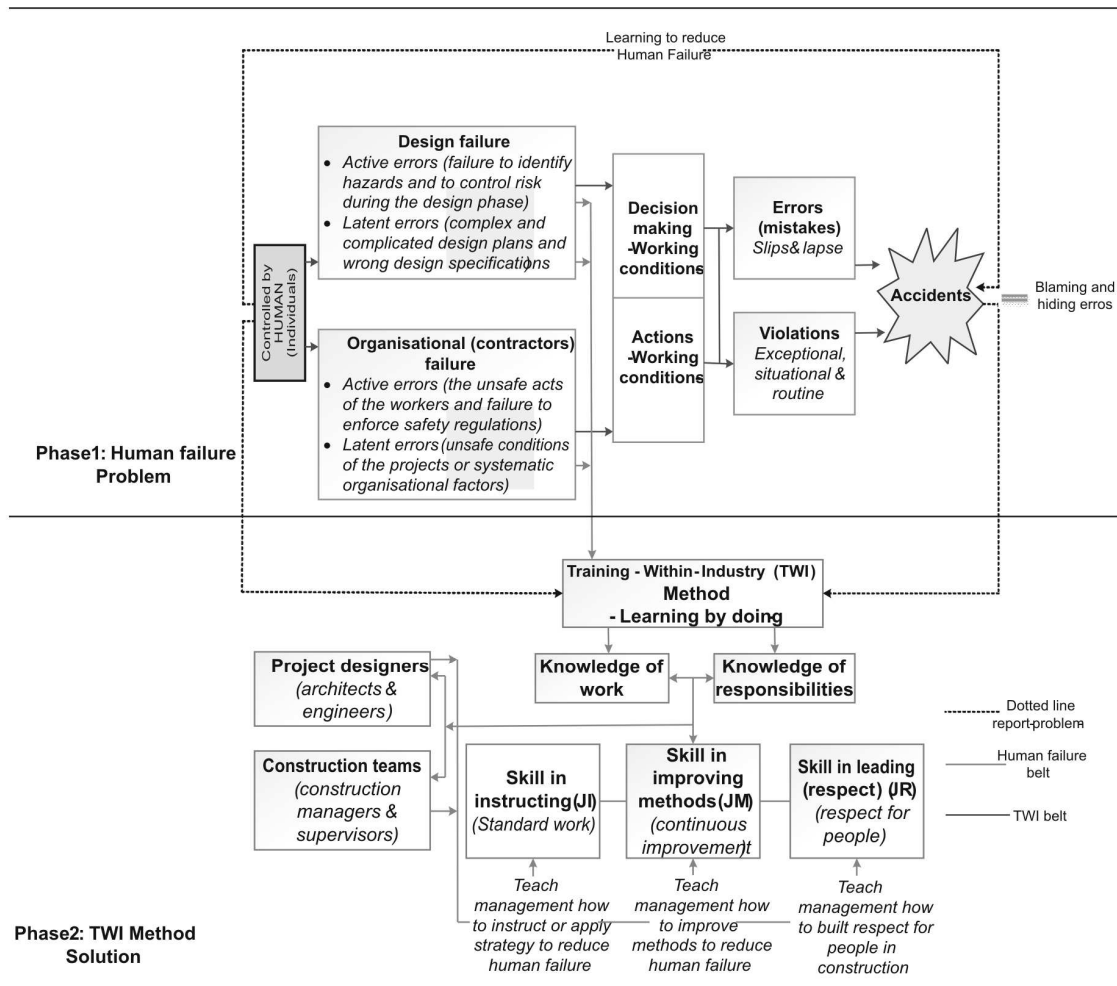 Learning to reduce
Human Failure
Design failure
• Active errors (failure to identify
hazards and to control risk
during the design phase)
• Latent errors (complex and
complicated design plans and
wrong design specifications)
Controlled by
HUMAN
(Individuals)
Organisational (contractors)
failure
• Active errors (the unsafe acts
of the workers and failure to
enforce safety regulations)
• Latent errors (unsafe conditions
of the projects or systematic
organisational factors)
Decision
making
-Working
conditions-
Actions
-Working
conditions-
Errors
(mistakes)
Slips & lapse
Violations
Exceptional,
situational &
routine
Accidents
Blaming and
hiding erros
Phase1: Human failure
Problem
Training - Within-Industry (TWI)
Method
- Learning by doing-
Knowledge of
work
Knowledge of
responsibilities
Project designers
(architects &
engineers)
Construction teams
(construction
managers &
supervisors)
Skill in
instructing (JI)
(Standard work)
Skill in
improving
methods (JM)
(continuous
improvement)
Skill in leading
(respect) (JR)
(respect for
people)
Dotted line
report-problem
Human failure
belt
TWI belt
Teach
management how
to instruct or apply
strategy to reduce
human failure
Teach
management how
to improve
methods to reduce
human failure
Teach
management how
to built respect for
people in
construction
Phase2: TWI Method
Solution